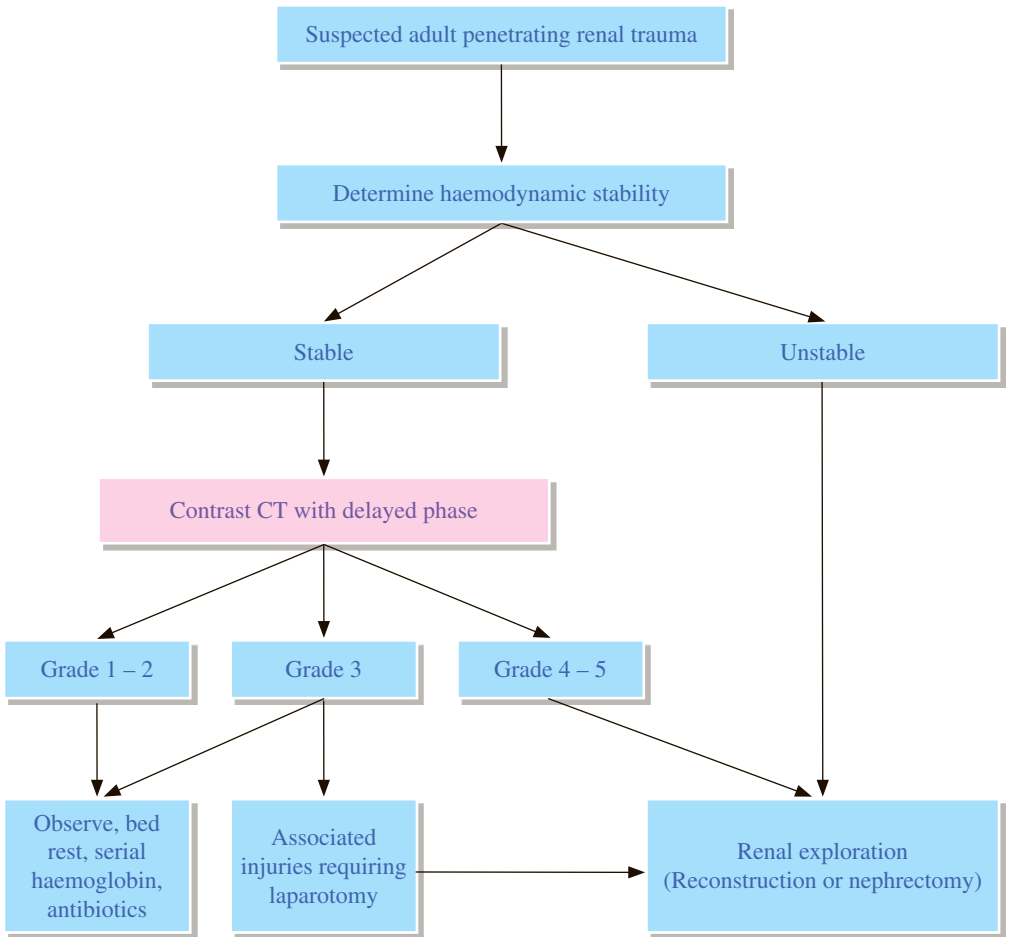 Suspected adult penetrating renal trauma
Determine haemodynamic stability
Stable
Unstable
Contrast CT with delayed phase
Grade 1 – 2
Grade 3
Grade 4 – 5
Observe, bed
rest, serial
haemoglobin,
antibiotics
Associated
injuries requiring
laparotomy
Renal exploration
(Reconstruction or nephrectomy)